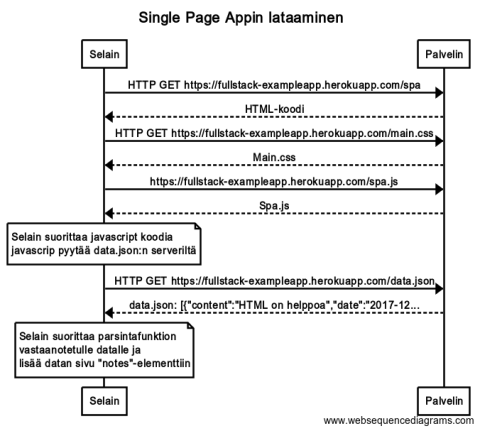 Single Page Appin lataaminen
Selain
Palvelin
HTTP GET https://fullstack-exampleapp.herokuapp.com/spa
HTML-koodi
HTTP GET https://fullstack-exampleapp.herokuapp.com/main.css
Main.css
https://fullstack-exampleapp.herokuapp.com/spa.js
Spa.js
Selain suorittaa javascript koodia
javascrip pyytää data.json:n serveriltä
HTTP GET https://fullstack-exampleapp.herokuapp.com/data.json
data.json: [{"content":"HTML on helppoa","date":"2017-12...
Selain suorittaa parsintafunktion
vastaanotetulle datalle ja
lisää datan sivu "notes"-elementtiin
Selain
Palvelin
www.websequencediagrams.com